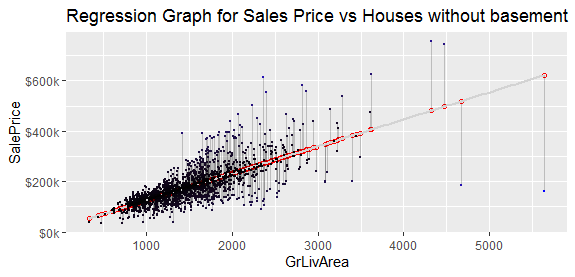 Regression Graph for Sales Price vs Houses without basement
$600k
$400k
$200k
$0k
SalePrice
1000 2000 3000 4000 5000
GrLivArea